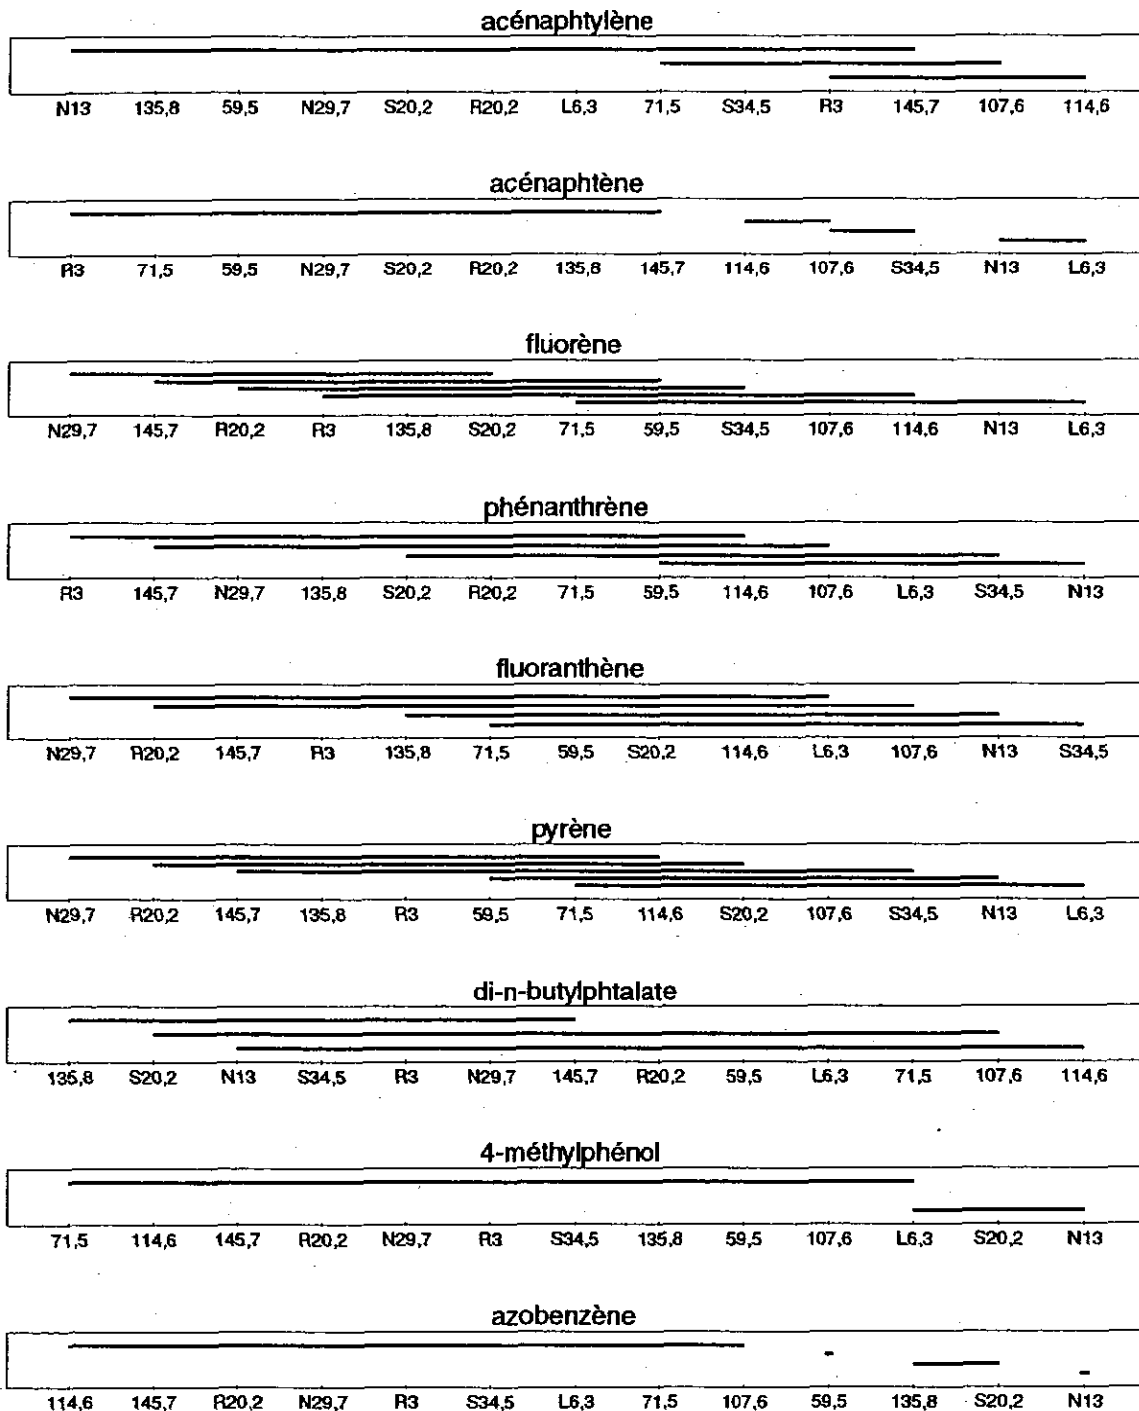 acénaphtylène
N13 135,8 59,5 N29,7 S20,2 R20,2 L6,3 71,5 S34,5 R3 145,7 107,6 114,6
acénaphtène
R3 71,5 59,5 N29,7 S20,2 R20,2 135,8 145,7 114,6 107,6 S34,5 N13 L6,3
fluorène
N29,7 145,7 R20,2 R3 135,8 S20,2 71,5 59,5 S34,5 107,6 114,6 N13 L6,3
phénanthrène
R3 145,7 N29,7 135,8 S20,2 R20,2 71,5 59,5 114,6 107,6 L6,3 S34,5 N13
fluoranthène
N29,7 R20,2 145,7 R3 135,8 71,5 59,5 S20,2 114,6 L6,3 107,6 N13 S34,5
pyrène
N29,7 R20,2 145,7 135,8 R3 59,5 71,5 114,6 S20,2 107,6 S34,5 N13 L6,3
di-n-butylphtalate
135,8 S20,2 N13 S34,5 R3 N29,7 145,7 R20,2 59,5 L6,3 71,5 107,6 114,6
4-méthylphénol
71,5 114,6 145,7 R20,2 N29,7 R3 S34,5 135,8 59,5 107,6 L6,3 S20,2 N13
azobenzène
114,6 145,7 R20,2 N29,7 R3 S34,5 L6,3 71,5 107,6 59,5 135,8 S20,2 N13